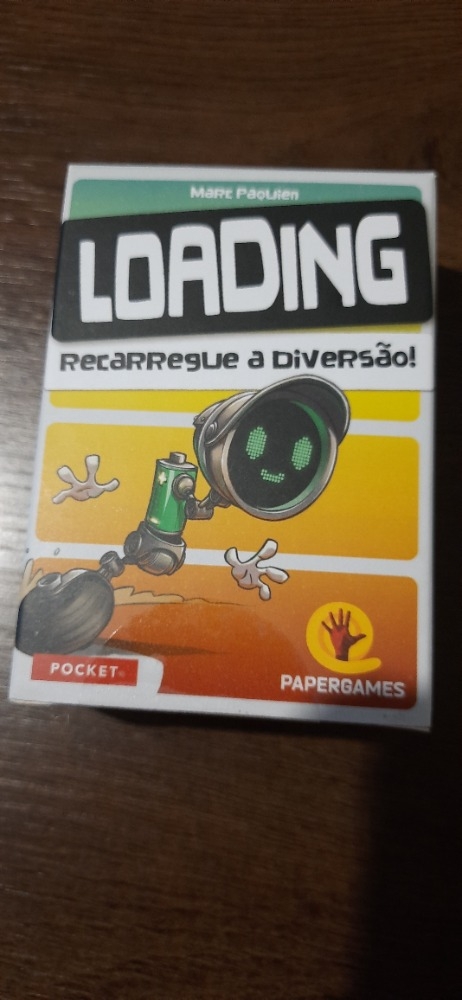 Marc Paquien
LOADING
Recarregue a Diversão!
POCKET
PAPERGAMES